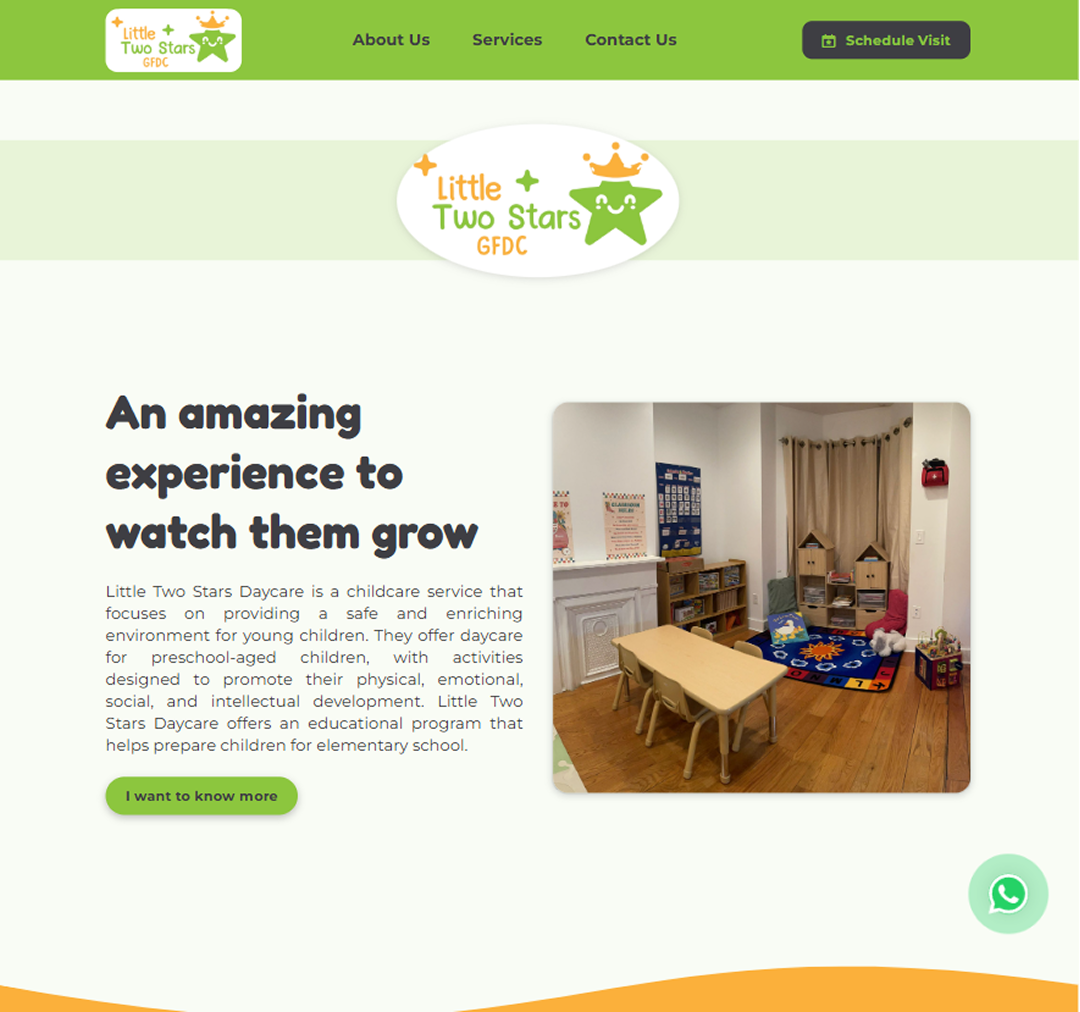 Little
Two Stars
GFDC
About Us
Services
Contact Us
Schedule Visit
Little
Two Stars
GFDC
An amazing
experience to
watch them grow
Little Two Stars Daycare is a childcare service that
focuses on providing a safe and enriching
environment for young children. They offer daycare
for preschool-aged children, with activities
designed to promote their physical, emotional,
social, and intellectual development. Little Two
Stars Daycare offers an educational program that
helps prepare children for elementary school.
I want to know more